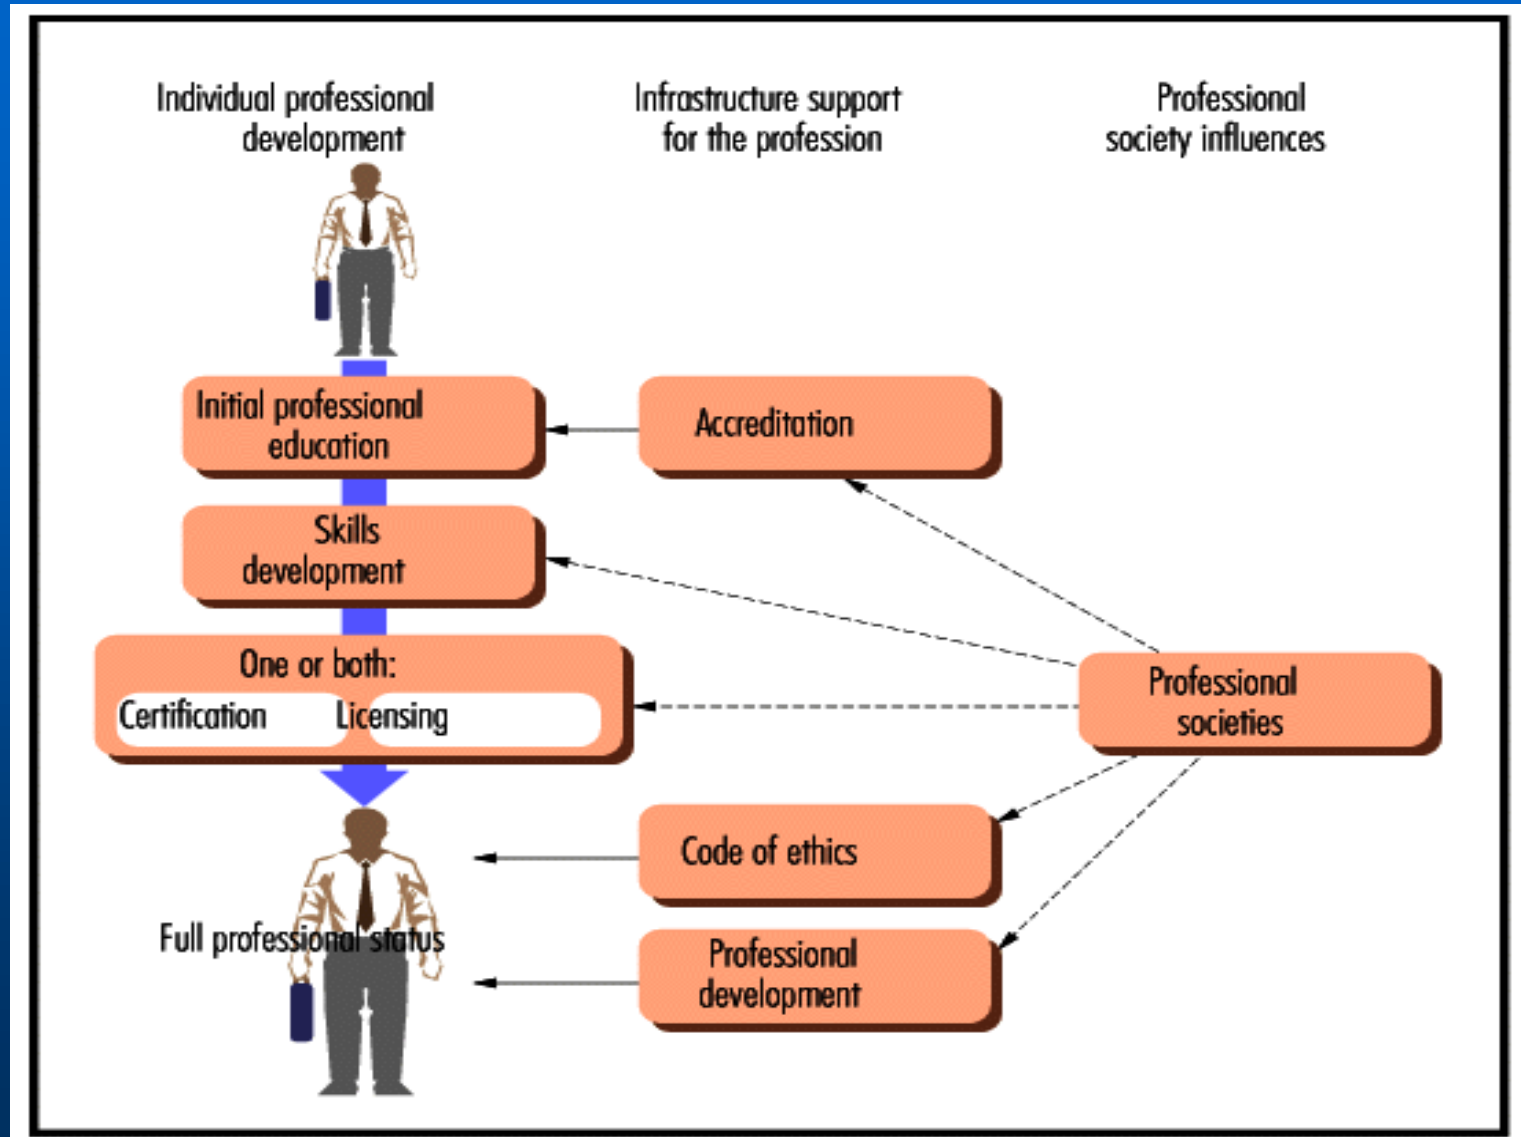 Individual professional
development
Infrastructure support
for the profession
Professional
society influences
Initial professional
education
Accreditation
Skills
development
One or both:
Certification
Licensing
Professional
societies
Code of ethics
Full professional status
Professional
development